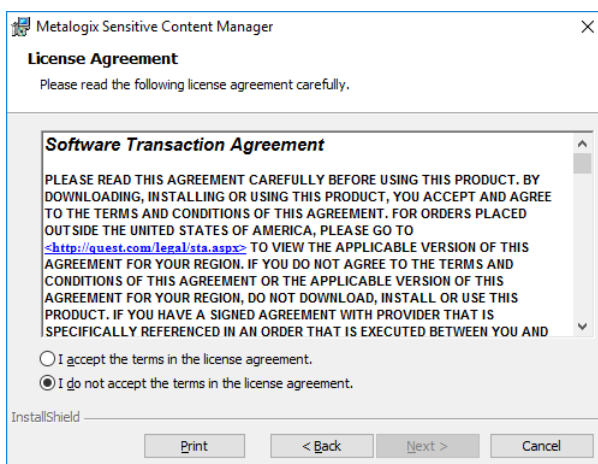 Metalogix Sensitive Content Manager
License Agreement
Please read the following license agreement carefully.
Software Transaction Agreement
PLEASE READ THIS AGREEMENT CAREFULLY BEFORE USING THIS PRODUCT. BY
DOWNLOADING, INSTALLING OR USING THIS PRODUCT, YOU ACCEPT AND AGREE
TO THE TERMS AND CONDITIONS OF THIS AGREEMENT. FOR ORDERS PLACED
OUTSIDE THE UNITED STATES OF AMERICA, PLEASE GO TO
<http://quest.com/legal/sta.aspx> TO VIEW THE APPLICABLE VERSION OF THIS
AGREEMENT FOR YOUR REGION. IF YOU DO NOT AGREE TO THE TERMS AND
CONDITIONS OF THIS AGREEMENT OR THE APPLICABLE VERSION OF THIS
AGREEMENT FOR YOUR REGION, DO NOT DOWNLOAD, INSTALL OR USE THIS
PRODUCT. IF YOU HAVE A SIGNED AGREEMENT WITH PROVIDER THAT IS
SPECIFICALLY REFERENCED IN AN ORDER THAT IS EXECUTED BETWEEN YOU AND
I accept the terms in the license agreement.
I do not accept the terms in the license agreement.
InstallShield
Print
< Back
Next >
Cancel